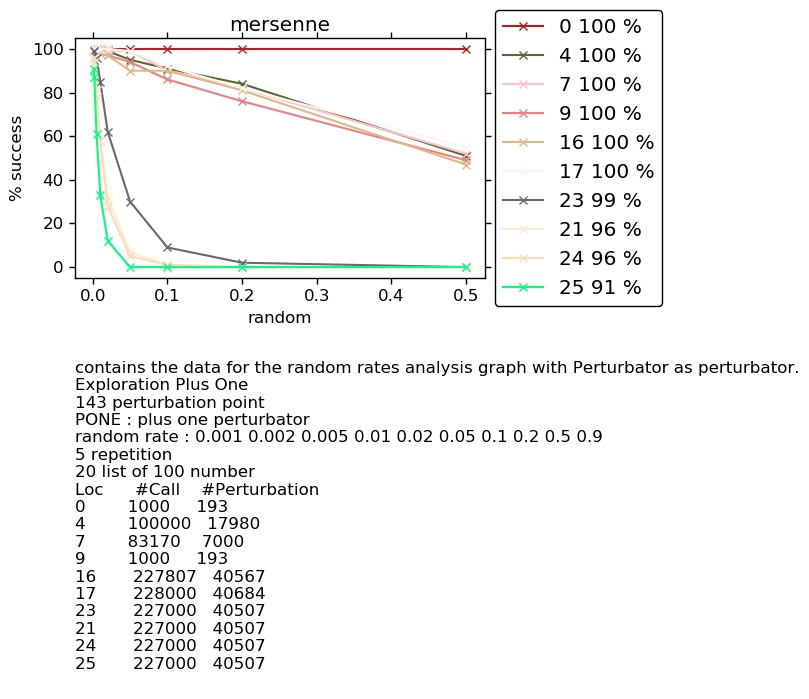 mersenne
100
80
60
40
20
0
% success
0.0 0.1 0.2 0.3 0.4 0.5
random
0 100 %
4 100 %
7 100 %
9 100 %
16 100 %
17 100 %
23 99 %
21 96 %
24 96 %
25 91 %
contains the data for the random rates analysis graph with Perturbator as perturbator.
Exploration Plus One
143 perturbation point
PONE : plus one perturbator
random rate : 0.001 0.002 0.005 0.01 0.02 0.05 0.1 0.2 0.5 0.9
5 repetition
20 list of 100 number
Loc #Call #Perturbation
0 1000 193
4 100000 17980
7 83170 7000
9 1000 193
16 227807 40567
17 228000 40684
23 227000 40507
21 227000 40507
24 227000 40507
25 227000 40507